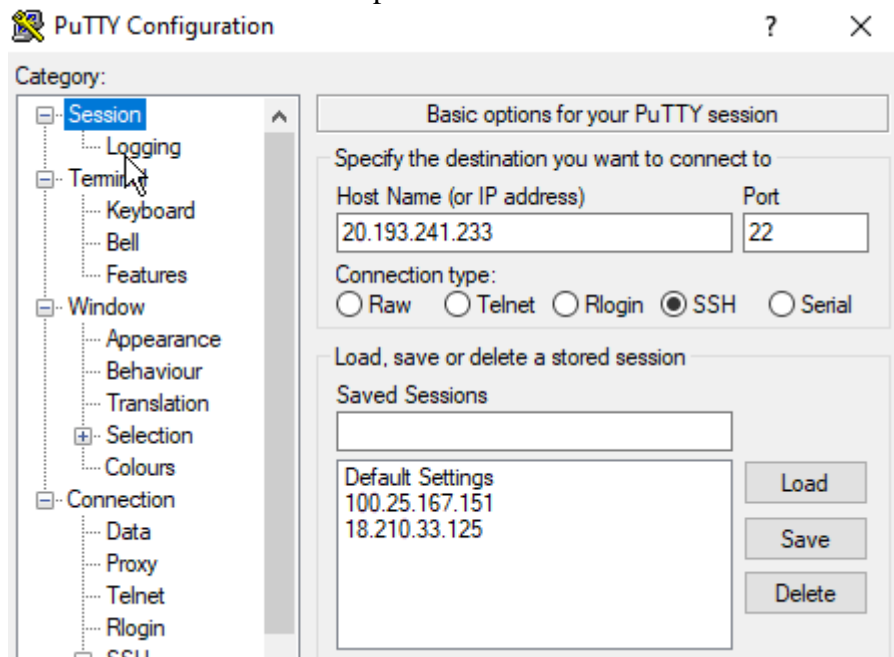 PuTTY Configuration ? ×
Category:
Session
Logging
Terminal
Keyboard
Bell
Features
Window
Appearance
Behaviour
Translation
Selection
Colours
Connection
Data
Proxy
Telnet
Rlogin
SSH
Basic options for your PuTTY session
Specify the destination you want to connect to
Host Name (or IP address) Port
20.193.241.233 22
Connection type:
Raw Telnet Rlogin SSH Serial
Load, save or delete a stored session
Saved Sessions
Default Settings
100.25.167.151
18.210.33.125
Load
Save
Delete